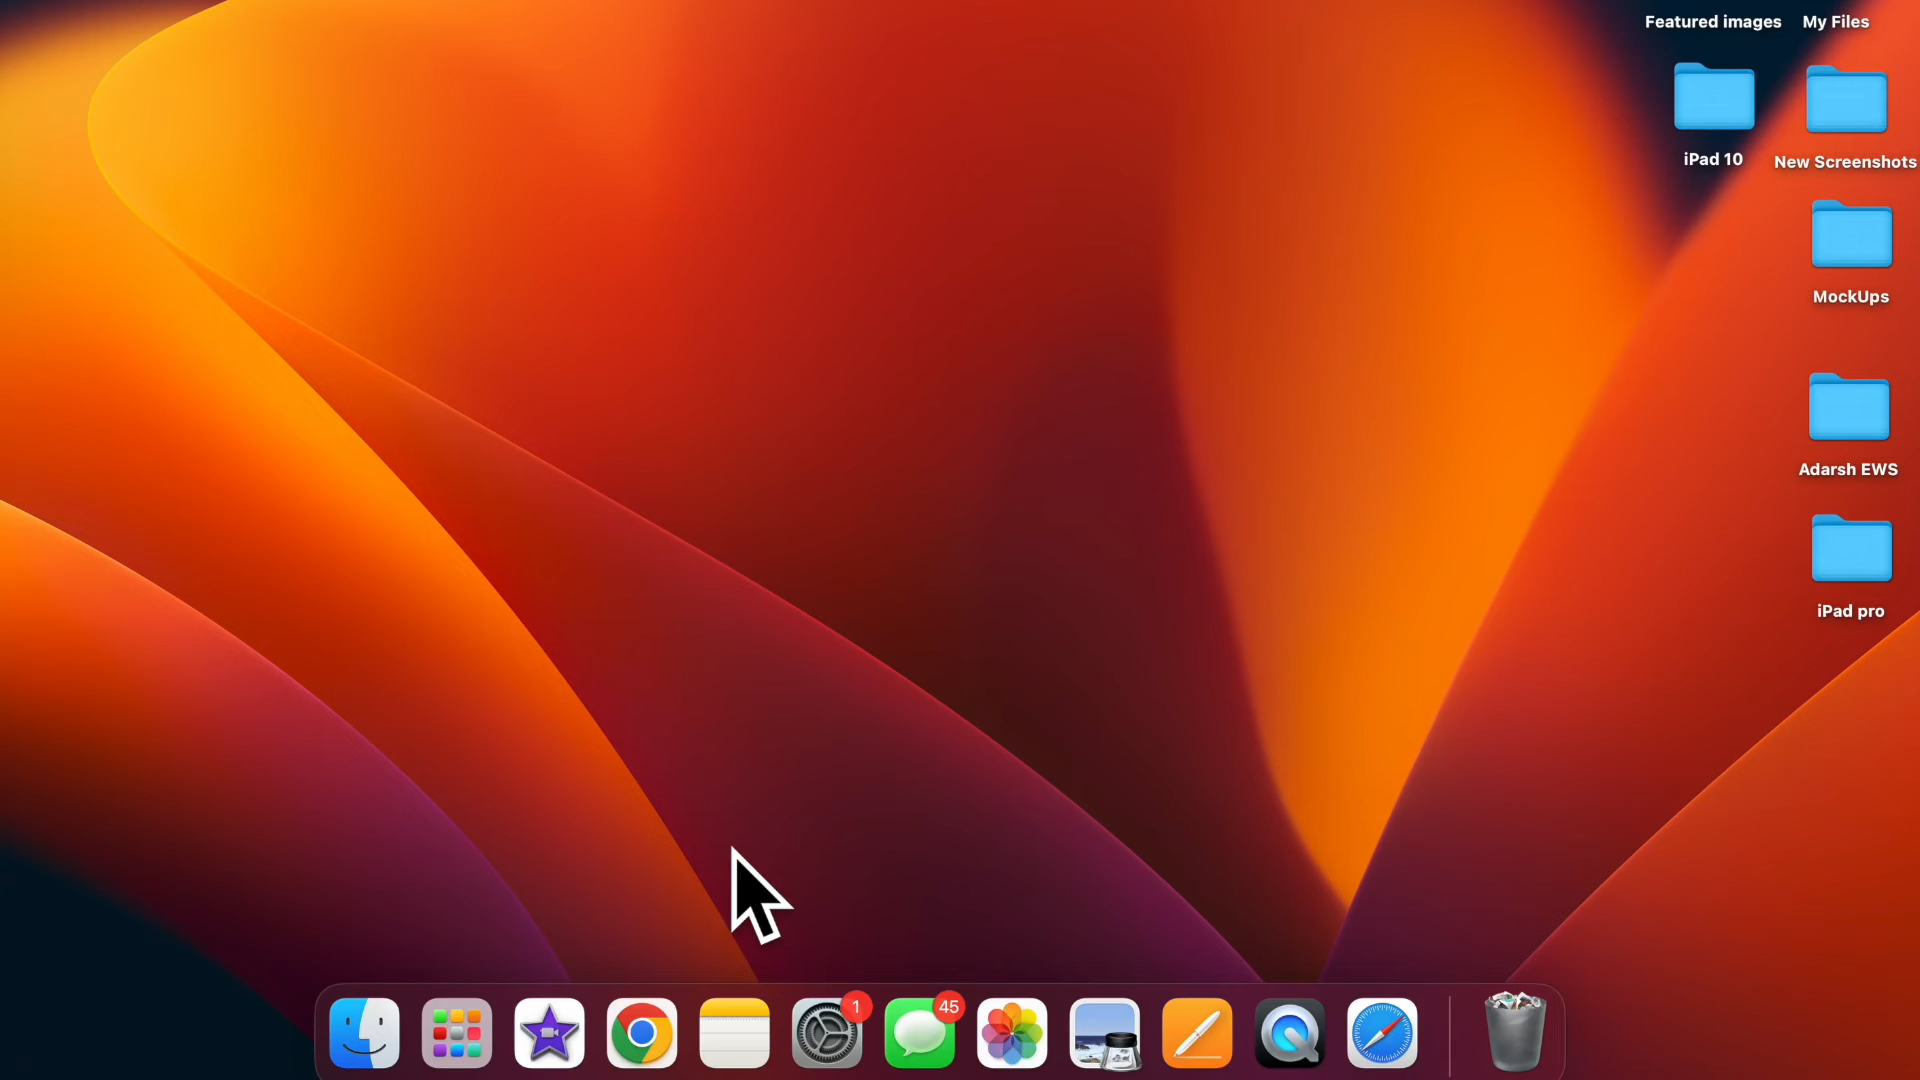 Featured images
My Files
iPad 10
New Screenshots
MockUps
Adarsh EWS
iPad pro
1
45